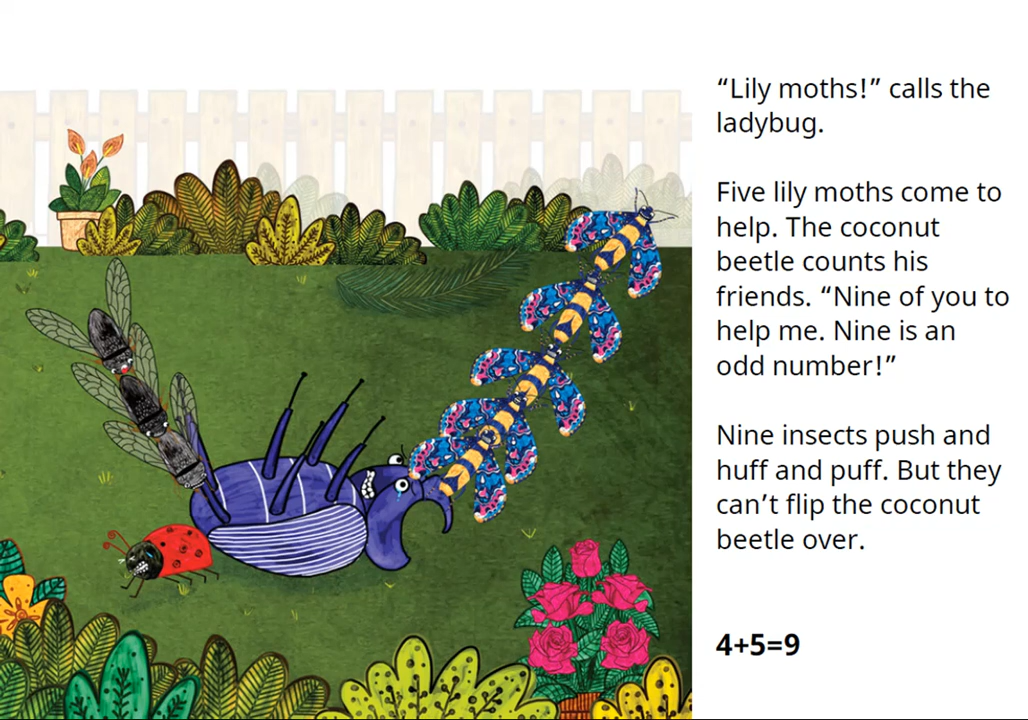 “Lily moths!” calls the
ladybug.
Five lily moths come to
help. The coconut
beetle counts his
friends. “Nine of you to
help me. Nine is an
odd number!”
Nine insects push and
huff and puff. But they
can’t flip the coconut
beetle over.
4+5=9